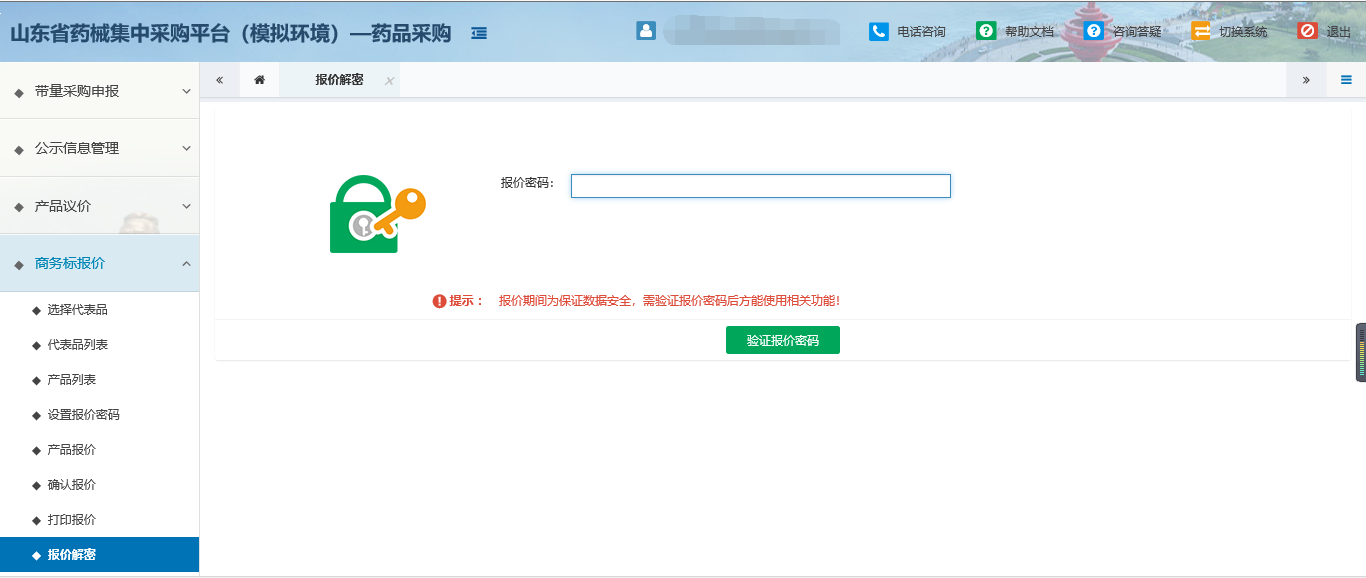 山东省药械集中采购平台（模拟环境）—药品采购
电话咨询
帮助文档
咨询答疑
切换系统
退出
带量采购申报
公示信息管理
产品议价
商务标报价
选择代表品
代表品列表
产品列表
设置报价密码
产品报价
确认报价
打印报价
报价解密
报价解密
报价密码：
提示： 报价期间为保证数据安全，需验证报价密码后方能使用相关功能！
验证报价密码